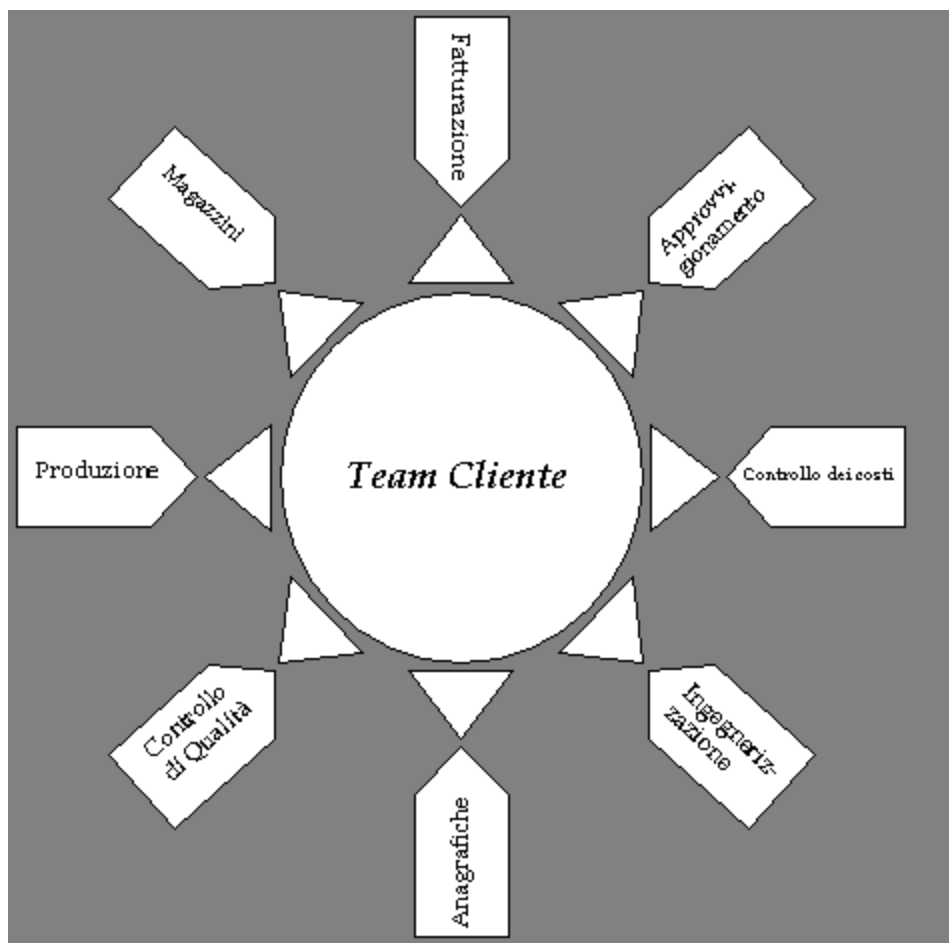 Fatturazione
Magazzini
Approvvi-
gionamento
Produzione
Team Cliente
Controllo dei costi
Controllo
di Qualità
Ingegneriz-
zazione
Anagrafiche